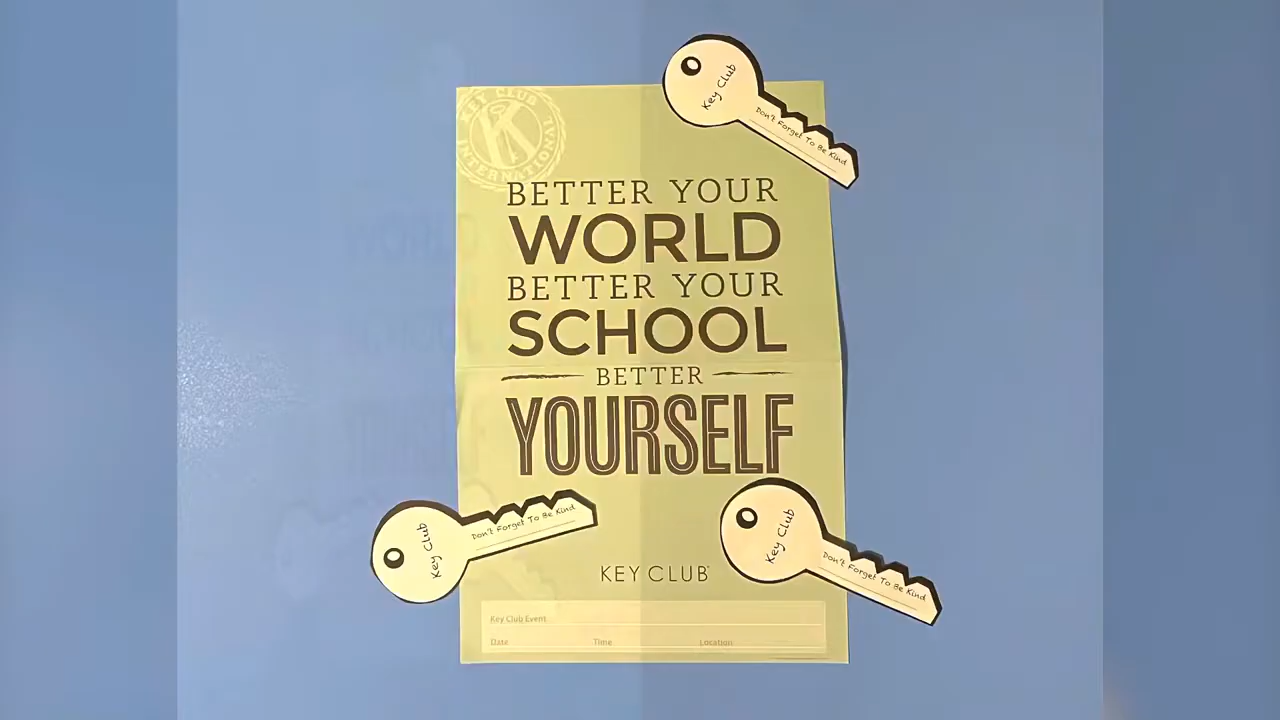 KEY CLUB
INTERNATIONAL
K
Key Club
Don't Forget To Be Kind
BETTER YOUR
WORLD
BETTER YOUR
SCHOOL
BETTER
YOURSELF
Key Club
Don't Forget To Be Kind
Key Club
Don't Forget To Be Kind
KEY CLUB
Key Club Event
Date Time Location